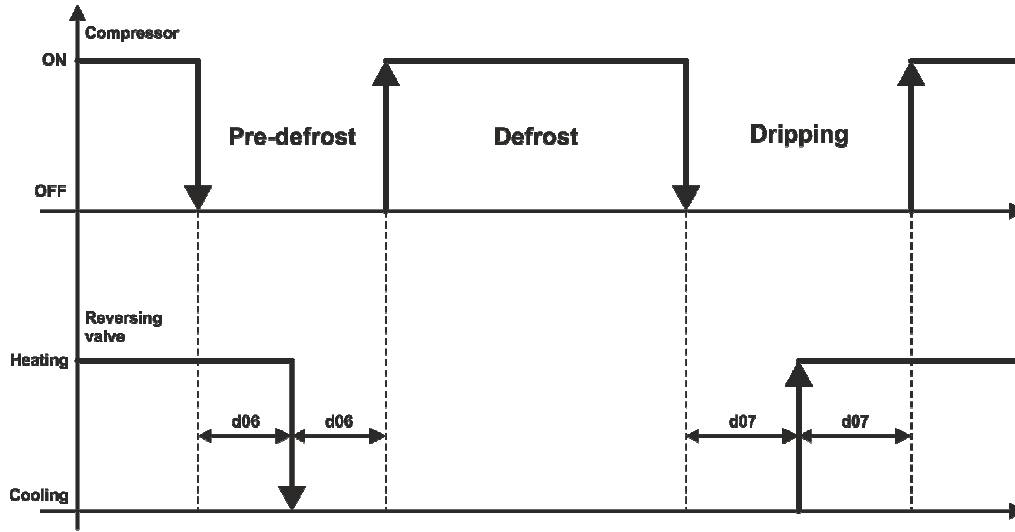 Compressor
ON
Pre-defrost
Defrost
Dripping
OFF
Reversing
valve
Heating
d06
d06
d07
d07
Cooling